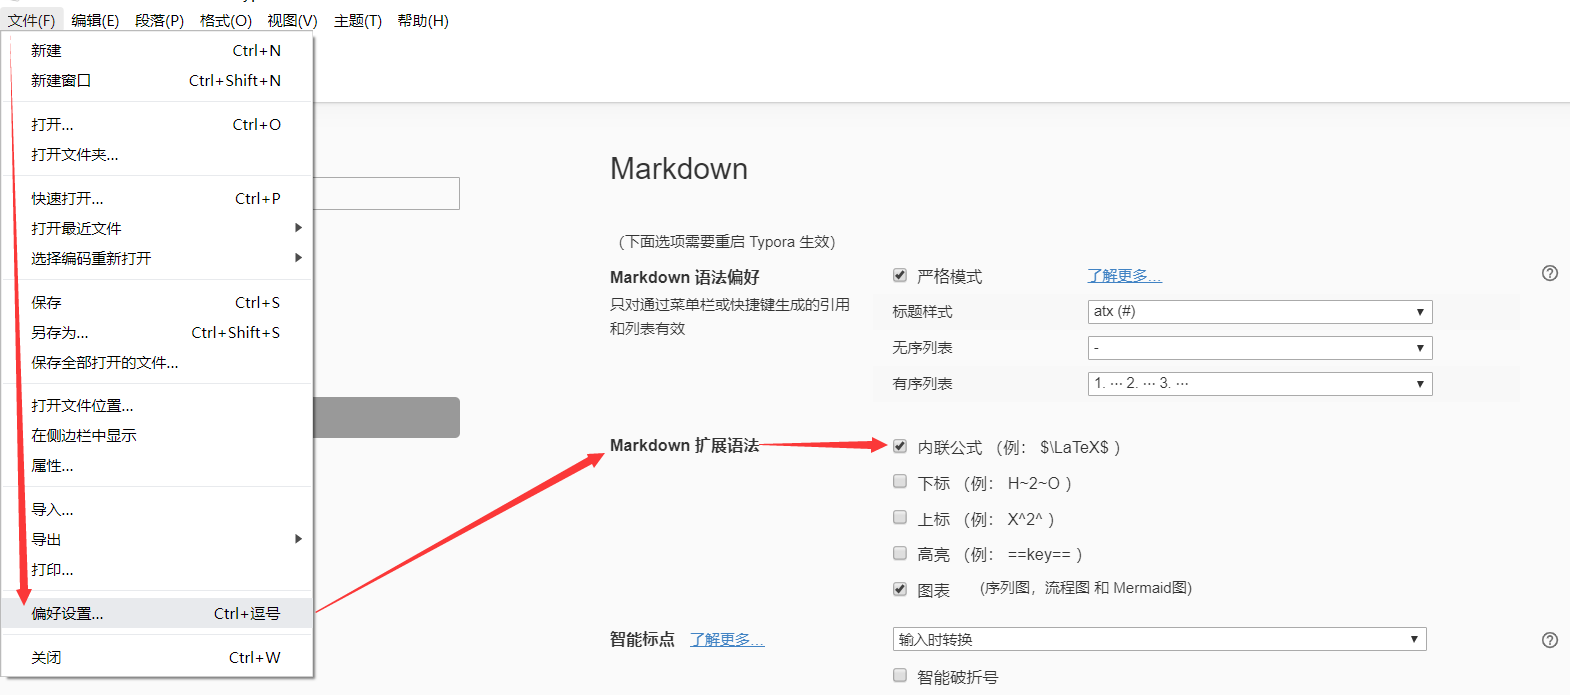 文件(F) 编辑(E) 段落(P) 格式(O) 视图(V) 主题(T) 帮助(H)
新建 Ctrl+N
新建窗口 Ctrl+Shift+N
打开... Ctrl+O
打开文件夹...
快速打开... Ctrl+P
打开最近文件
选择编码重新打开
保存 Ctrl+S
另存为... Ctrl+Shift+S
保存全部打开的文件...
打开文件位置...
在侧边栏中显示
属性...
导入...
导出
打印...
偏好设置... Ctrl+逗号
关闭 Ctrl+W
Markdown
(下面选项需要重启 Typora 生效)
Markdown 语法偏好
只对通过菜单栏或快捷键生成的引用
和列表有效
严格模式 了解更多...
标题样式 atx (#)
无序列表 -
有序列表 1. ··· 2. ··· 3. ···
Markdown 扩展语法
内联公式 (例: $\LaTeX$ )
下标 (例: H~2~O )
上标 (例: X^2^ )
高亮 (例: ==key== )
图表 (序列图，流程图 和 Mermaid图)
智能标点 了解更多... 输入时转换
智能破折号